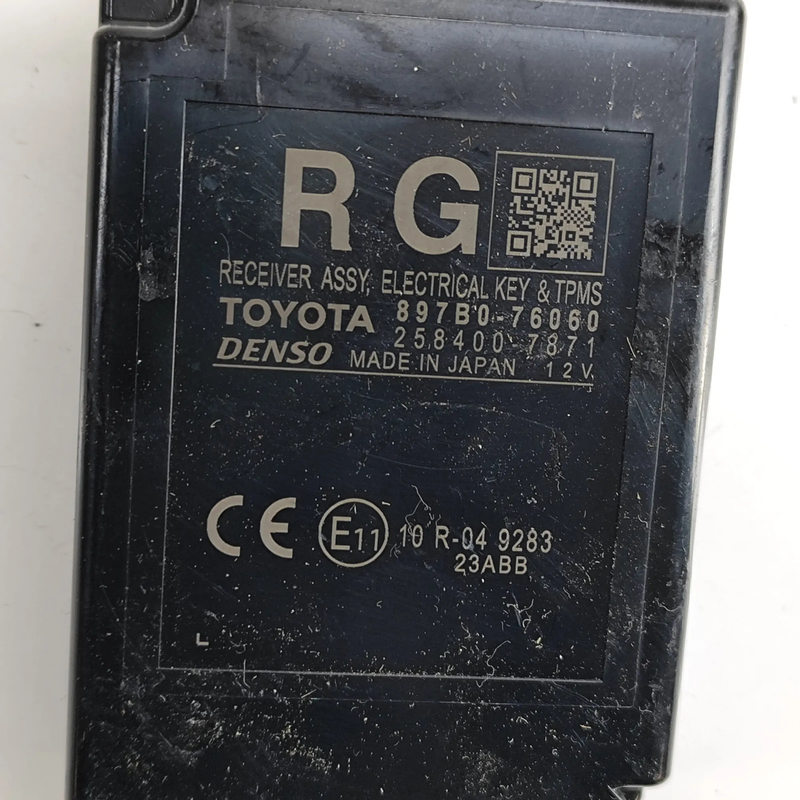 R G
RECEIVER ASSY, ELECTRICAL KEY & TPMS
TOYOTA 897B0-76060
258400-7871
DENSO MADE IN JAPAN 12V
CE E11 10 R-04 9283
23ABB
L